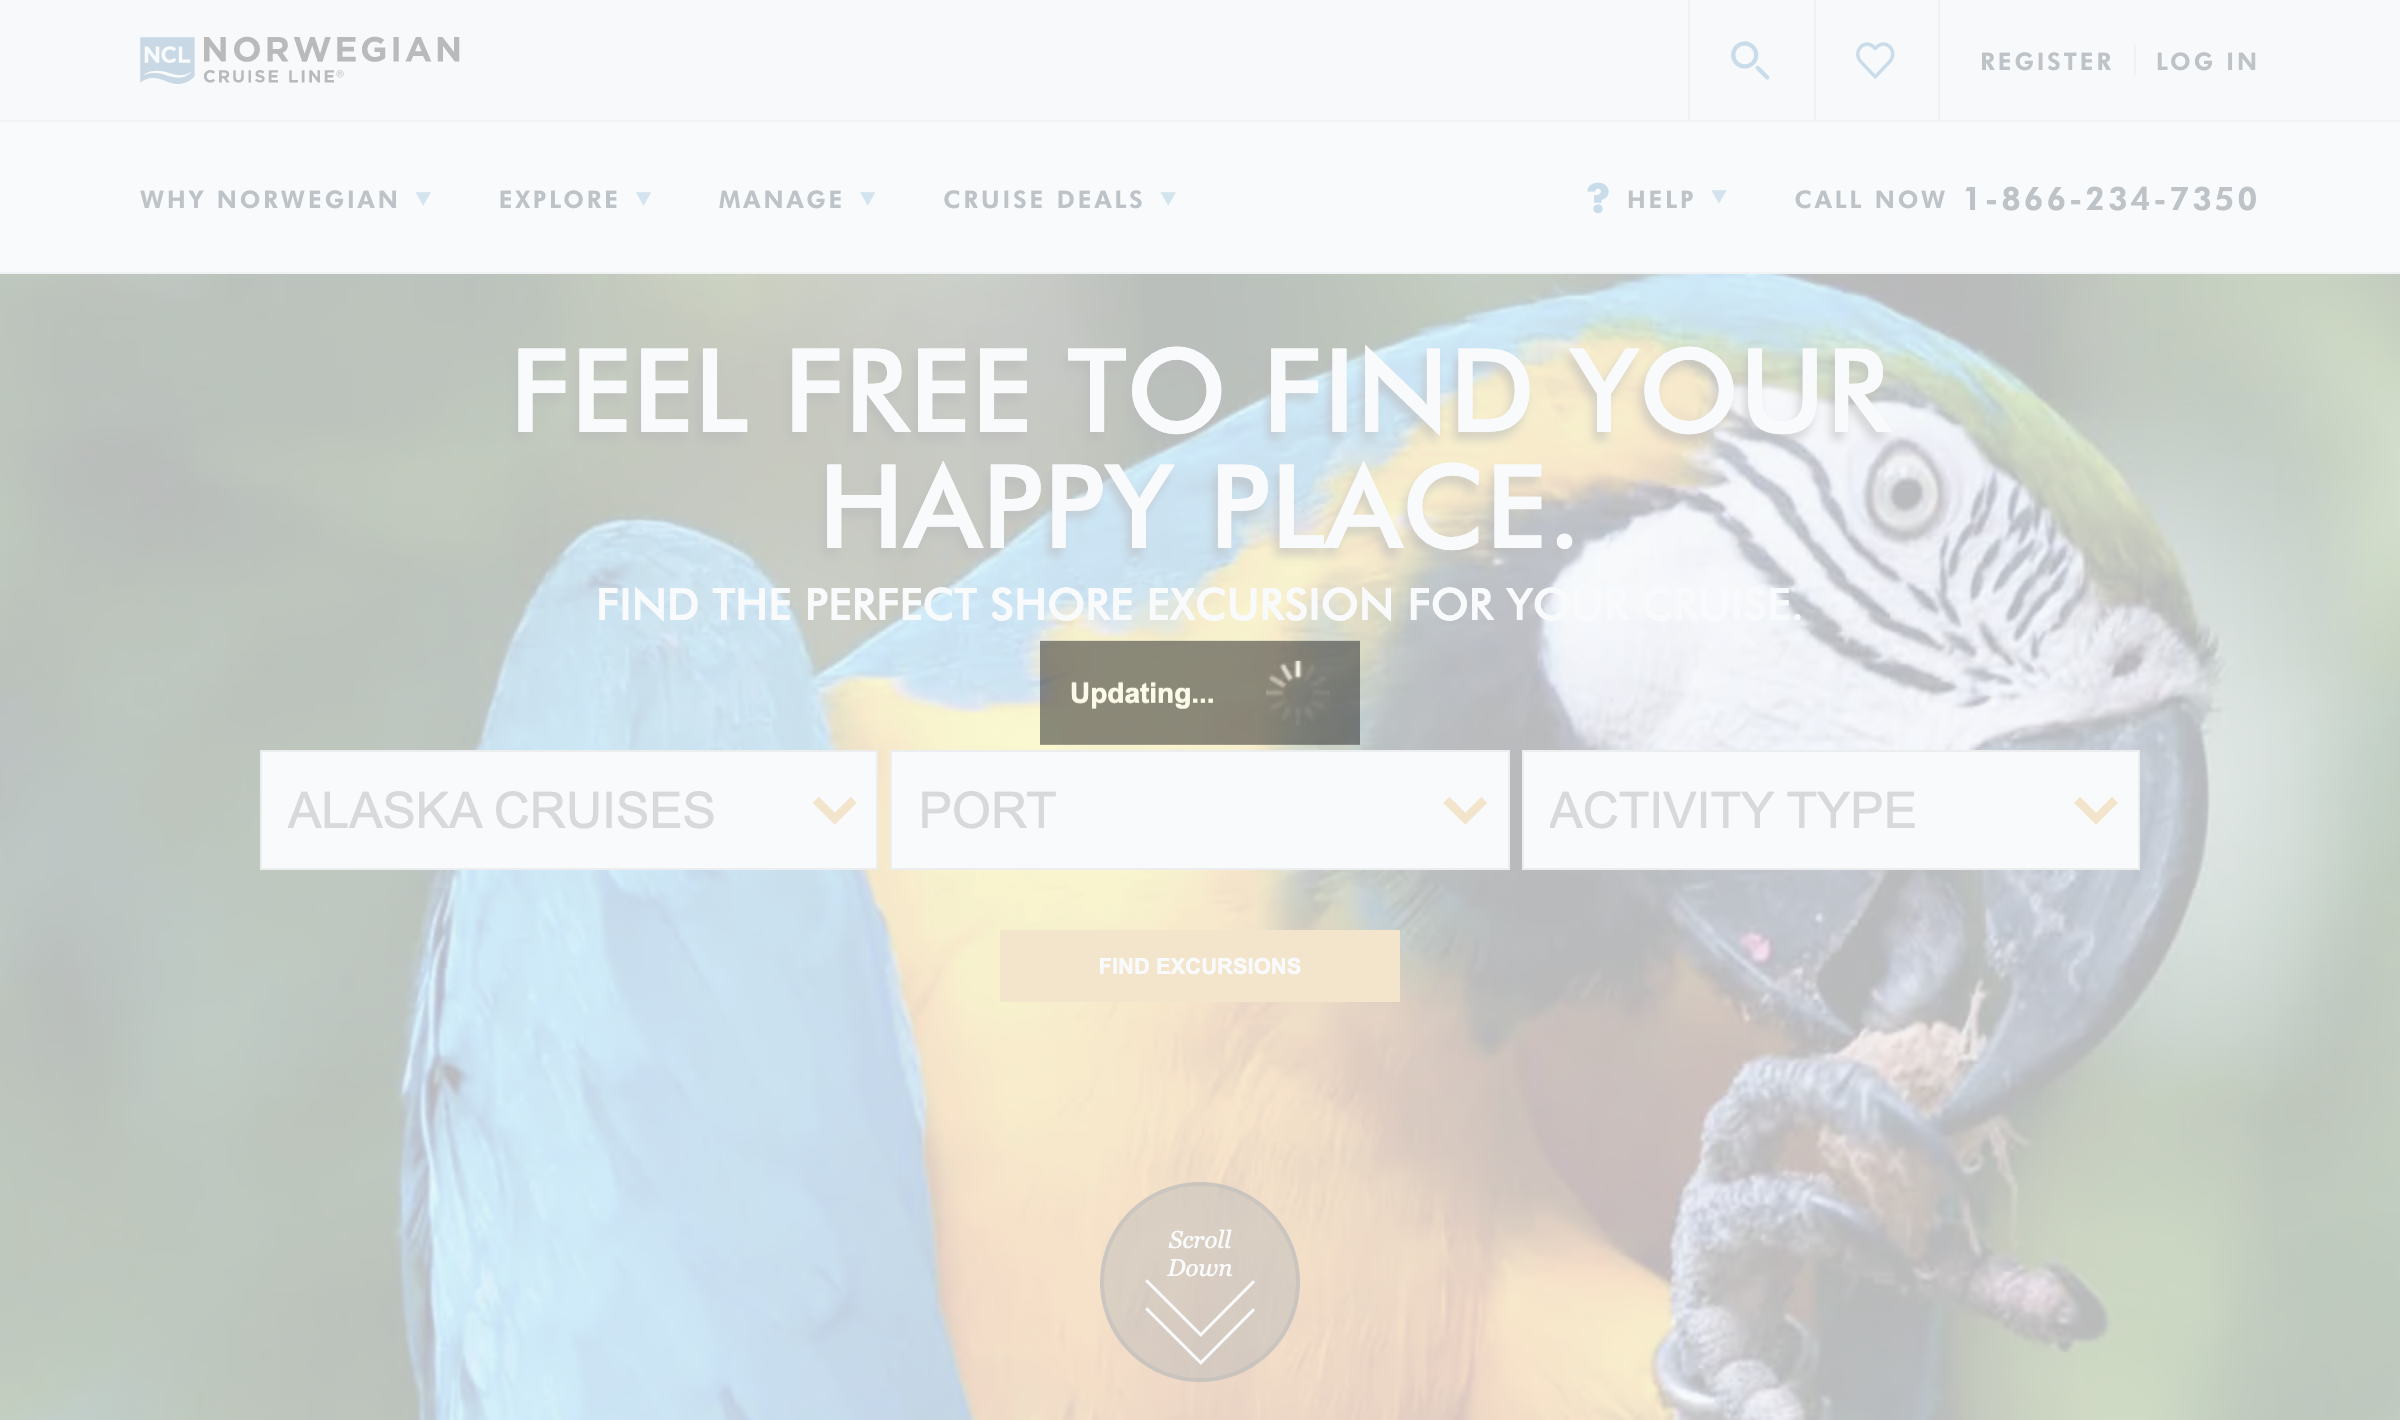 NCL NORWEGIAN
CRUISE LINE®
REGISTER
LOG IN
WHY NORWEGIAN
EXPLORE
MANAGE
CRUISE DEALS
? HELP
CALL NOW 1-866-234-7350
FEEL FREE TO FIND YOUR
HAPPY PLACE.
FIND THE PERFECT SHORE EXCURSION FOR YOUR CRUISE.
Updating...
ALASKA CRUISES
PORT
ACTIVITY TYPE
FIND EXCURSIONS
Scroll
Down